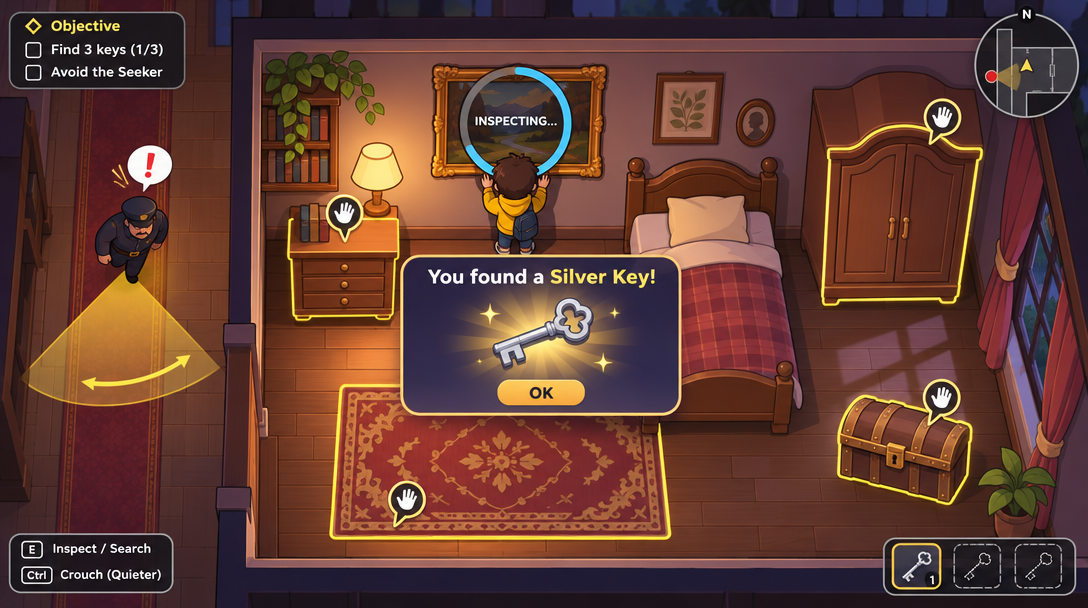 Objective
Find 3 keys (1/3)
Avoid the Seeker
N
!
INSPECTING...
You found a Silver Key!
OK
E Inspect / Search
Ctrl Crouch (Quieter)
1